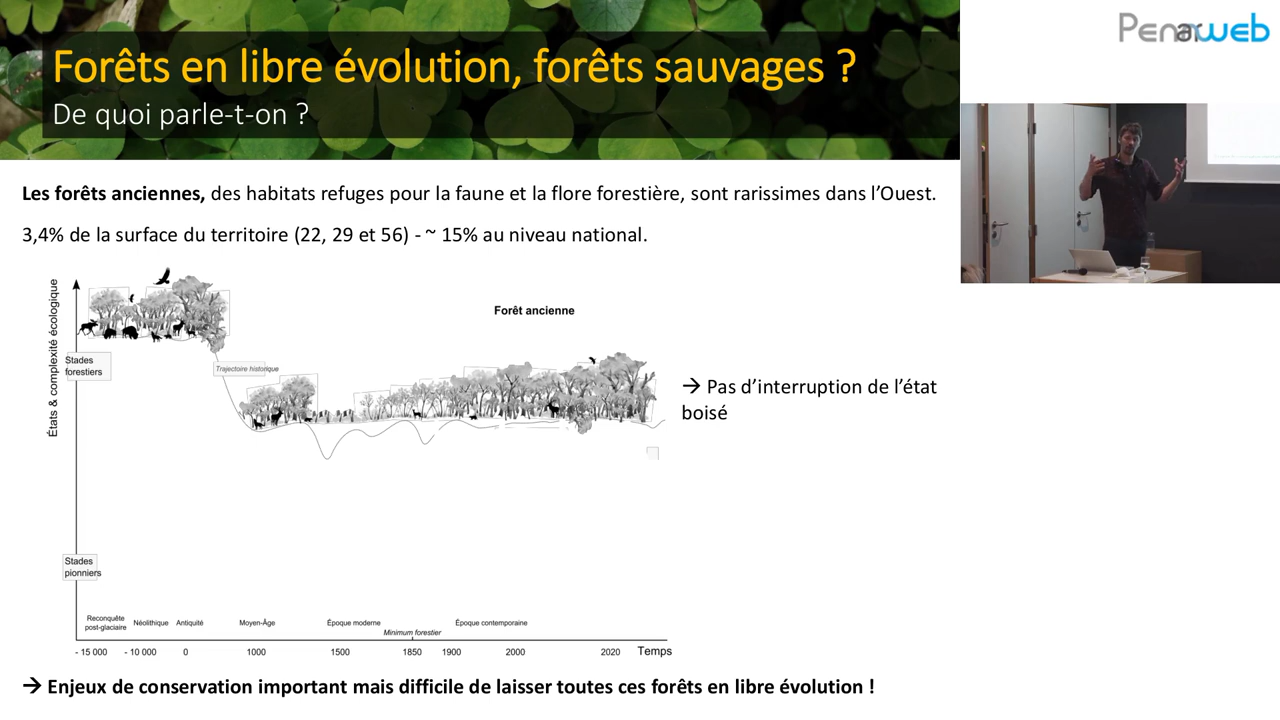 Forêts en libre évolution, forêts sauvages ?
De quoi parle-t-on ?
Penarweb
Les forêts anciennes, des habitats refuges pour la faune et la flore forestière, sont rarissimes dans l'Ouest.
3,4% de la surface du territoire (22, 29 et 56) - ~ 15% au niveau national.
États & complexité écologique
Forêt ancienne
Stades
forestiers
Trajectoire historique
→ Pas d'interruption de l'état
boisé
Stades
pionniers
Reconquête
post-glaciaire
Néolithique
Antiquité
Moyen-Âge
Époque moderne
Minimum forestier
Époque contemporaine
- 15 000 - 10 000 0 1000 1500 1850 1900 2000 2020 Temps
→ Enjeux de conservation important mais difficile de laisser toutes ces forêts en libre évolution !